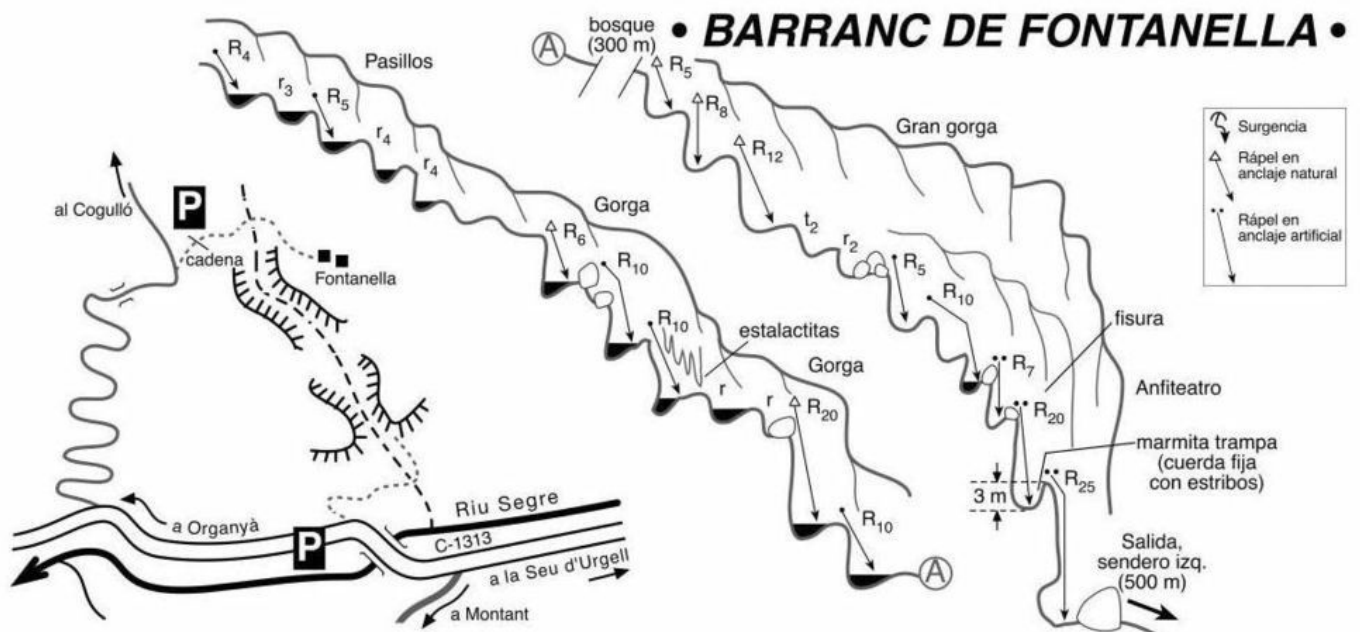 • BARRANC DE FONTANELLA •
R4
r3
R5
Pasillos
r4
r4
Gorga
R6
R10
R10
estalactitas
Gorga
r
r
R20
R10
A
A
bosque
(300 m)
R5
R8
R12
Gran gorga
t2
r2
R5
R10
fisura
R7
Anfiteatro
R20
marmita trampa
(cuerda fija
con estribos)
3 m
R25
Salida,
sendero izq.
(500 m)
Surgencia
Rápel en
anclaje natural
Rápel en
anclaje artificial
al Cogulló
P
cadena
Fontanella
Riu Segre
a Organyà
P
C-1313
a la Seu d'Urgell
a Montant